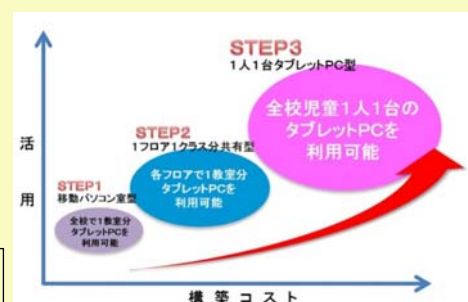 STEP3
1人1台タブレットPC型
全校児童1人1台の
タブレットPCを
利用可能
STEP2
1フロア1クラス分共有型
各フロアで1教室分
タブレットPCを
利用可能
STEP1
移動パソコン室型
全校で1教室分
タブレットPCを
利用可能
活用
構築コスト